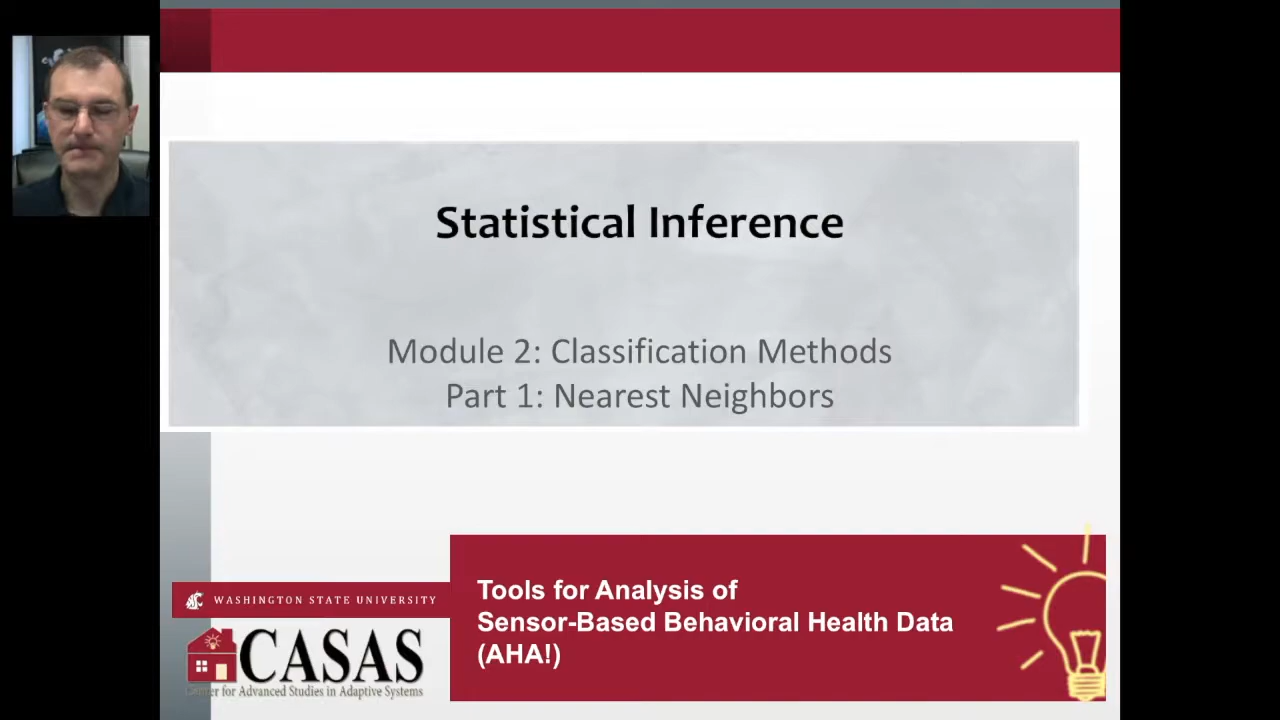 Statistical Inference
Module 2: Classification Methods
Part 1: Nearest Neighbors
WASHINGTON STATE UNIVERSITY
CASAS
Center for Advanced Studies in Adaptive Systems
Tools for Analysis of
Sensor-Based Behavioral Health Data
(AHA!)